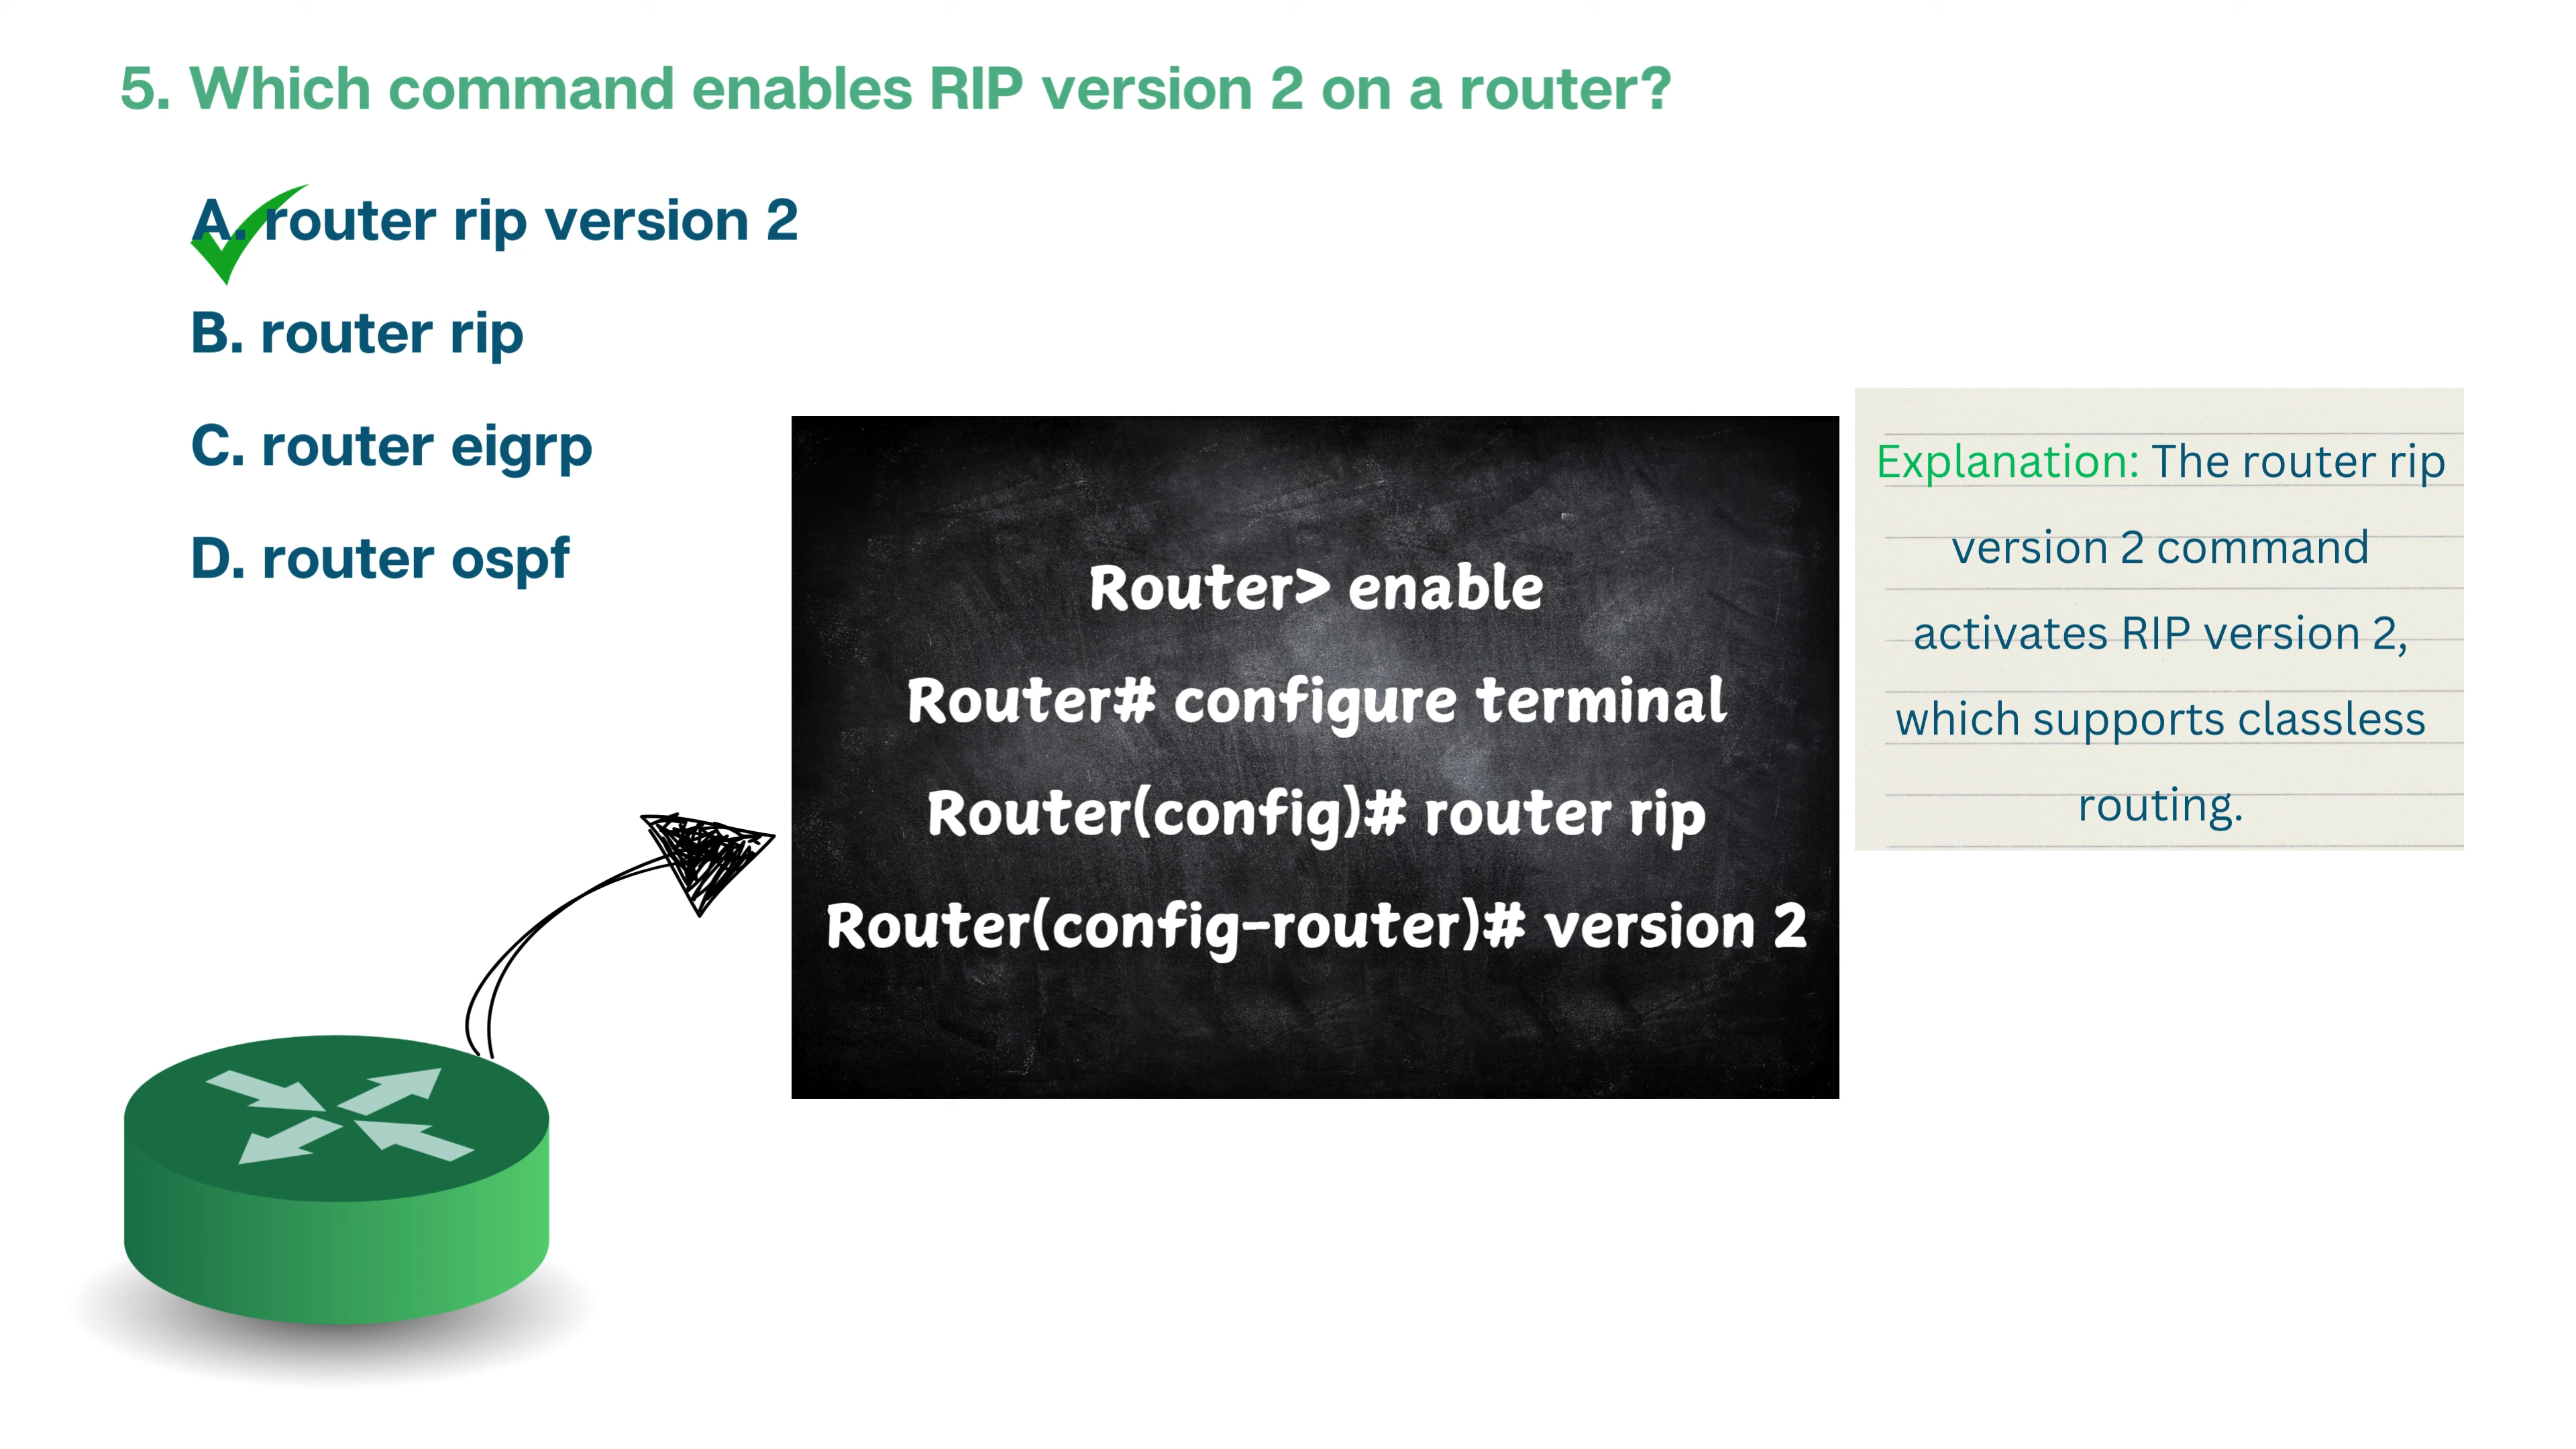 5. Which command enables RIP version 2 on a router?
A. router rip version 2
B. router rip
C. router eigrp
D. router ospf
Router> enable
Router# configure terminal
Router(config)# router rip
Router(config-router)# version 2
Explanation: The router rip
version 2 command
activates RIP version 2,
which supports classless
routing.